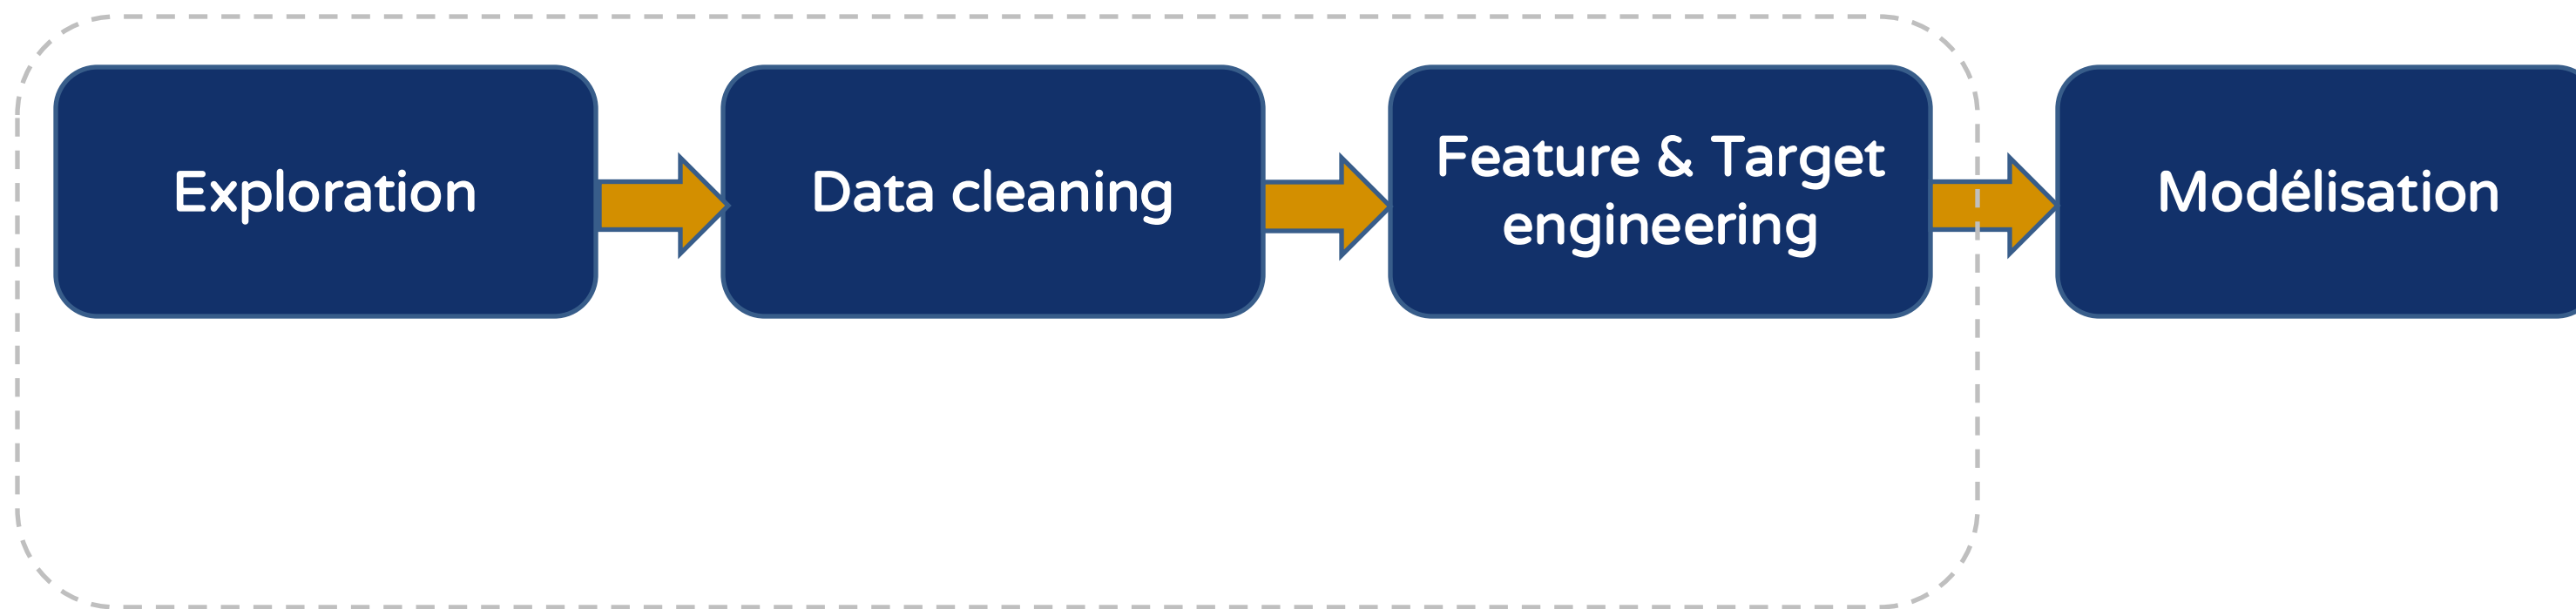 Exploration
Data cleaning
Feature & Target
engineering
Modélisation